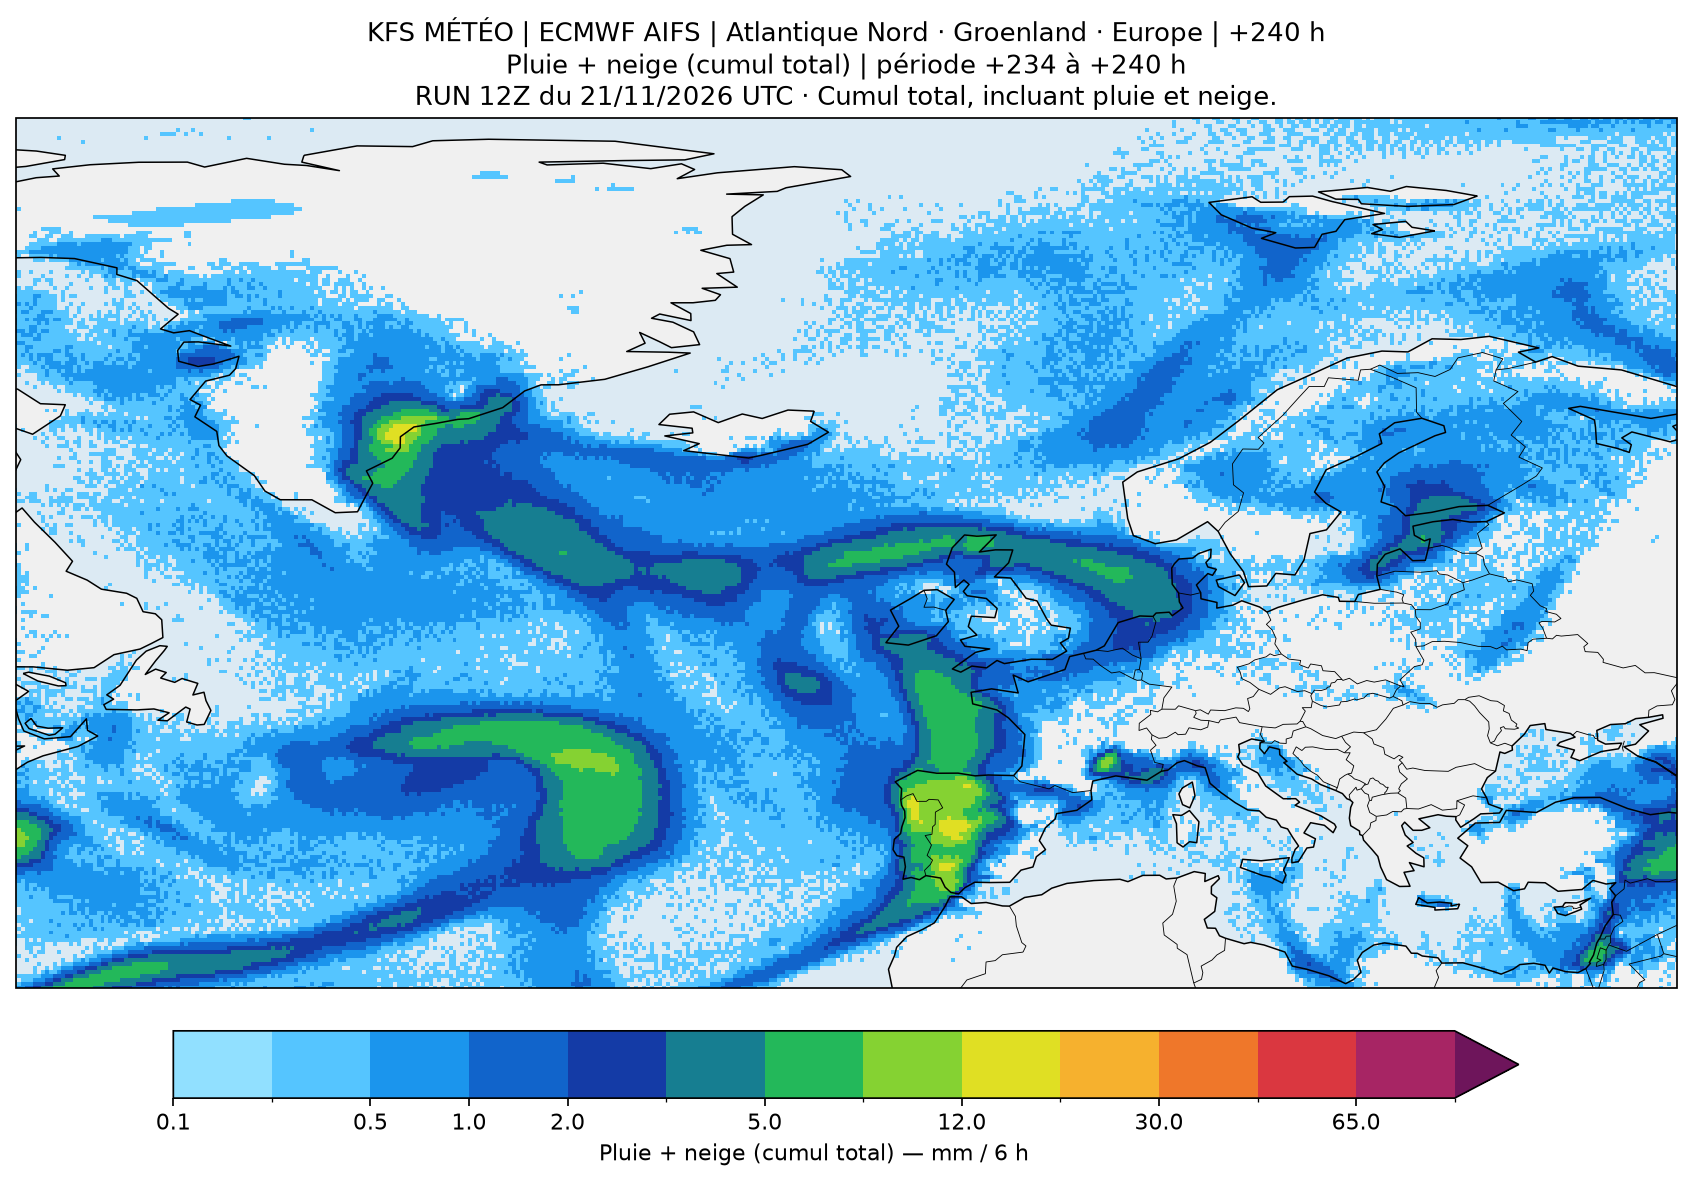 KFS MÉTÉO | ECMWF AIFS | Atlantique Nord · Groenland · Europe | +240 h
Pluie + neige (cumul total) | période +234 à +240 h
RUN 12Z du 21/11/2026 UTC · Cumul total, incluant pluie et neige.
0.1 0.5 1.0 2.0 5.0 12.0 30.0 65.0
Pluie + neige (cumul total) — mm / 6 h